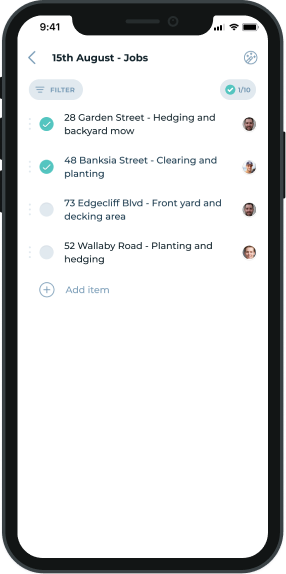 9:41
15th August - Jobs
FILTER
1/10
28 Garden Street - Hedging and
backyard mow
48 Banksia Street - Clearing and
planting
73 Edgecliff Blvd - Front yard and
decking area
52 Wallaby Road - Planting and
hedging
Add item